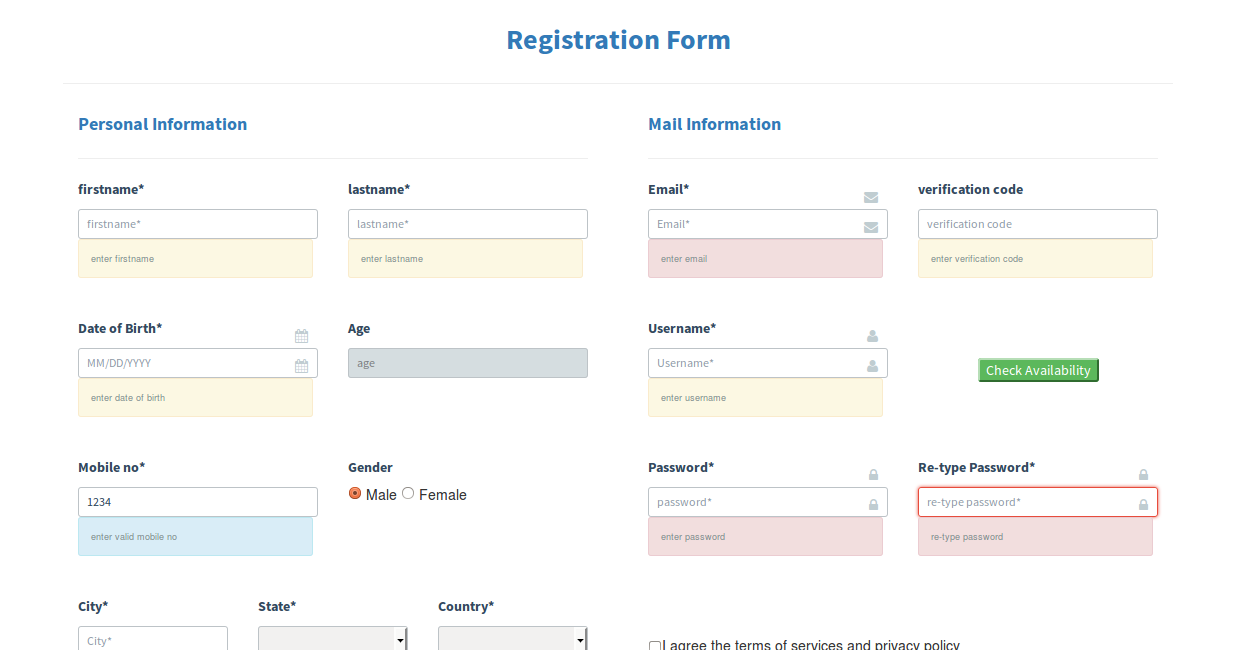 Registration Form
Personal Information
Mail Information
firstname*
lastname*
Email*
verification code
firstname*
lastname*
Email*
verification code
enter firstname
enter lastname
enter email
enter verification code
Date of Birth*
Age
Username*
MM/DD/YYYY
age
Username*
Check Availability
enter date of birth
enter username
Mobile no*
Gender
Password*
Re-type Password*
1234
Male
Female
password*
re-type password*
enter valid mobile no
enter password
re-type password
City*
State*
Country*
City*
I agree the terms of services and privacy policy